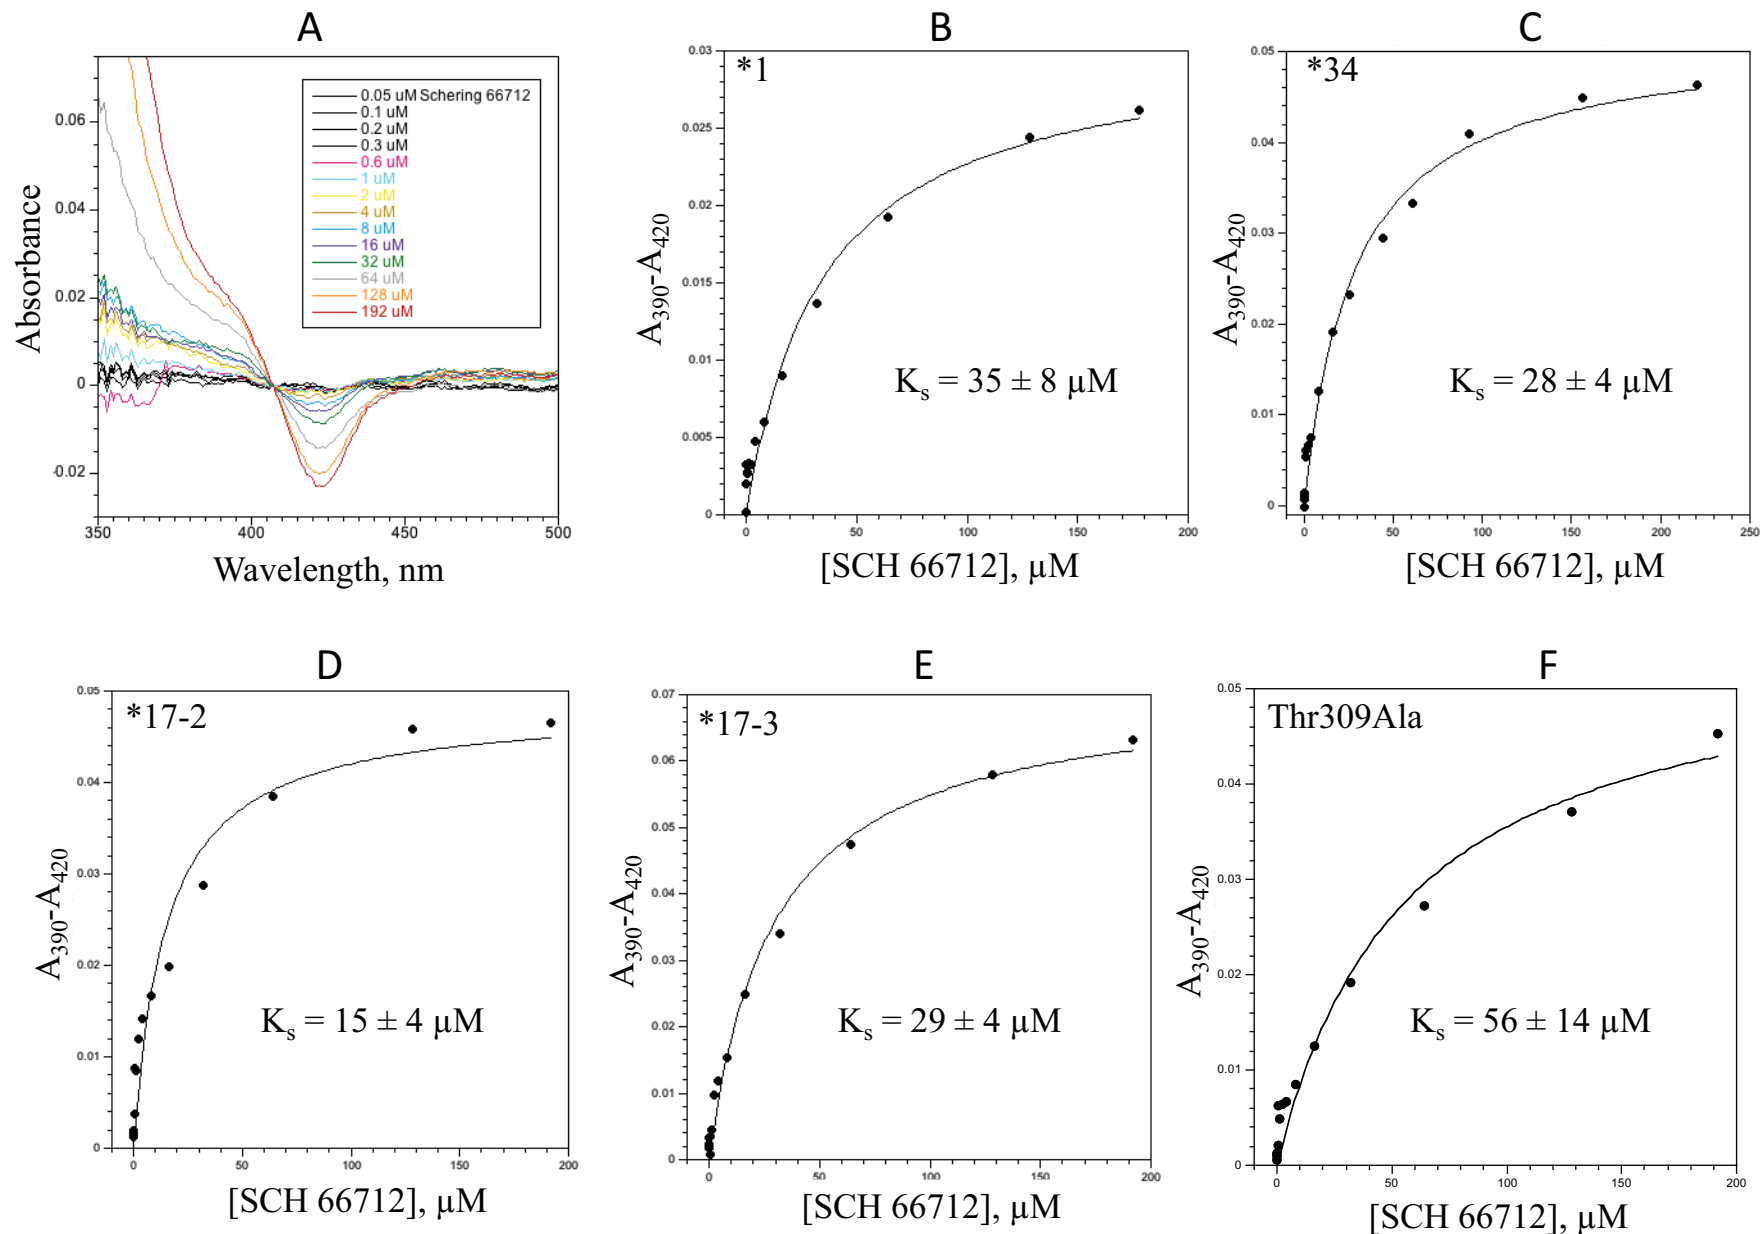 A
0.06
0.04
0.02
0
-0.02
350
400
450
500
Absorbance
Wavelength, nm
0.05 uM Schering 66712
0.1 uM
0.2 uM
0.3 uM
0.6 uM
1 uM
2 uM
4 uM
8 uM
16 uM
32 uM
64 uM
128 uM
192 uM
B
*1
0.03
0.025
0.02
0.015
0.01
0.005
0
0
50
100
150
200
A390-A420
Ks = 35 ± 8 µM
[SCH 66712], µM
C
*34
0.05
0.04
0.03
0.02
0.01
0
0
50
100
150
200
250
A390-A420
Ks = 28 ± 4 µM
[SCH 66712], µM
D
*17-2
0.05
0.04
0.03
0.02
0.01
0
0
50
100
150
200
A390-A420
Ks = 15 ± 4 µM
[SCH 66712], µM
E
*17-3
0.07
0.06
0.05
0.04
0.03
0.02
0.01
0
0
50
100
150
200
A390-A420
Ks = 29 ± 4 µM
[SCH 66712], µM
F
Thr309Ala
0.05
0.04
0.03
0.02
0.01
0
0
50
100
150
200
A390-A420
Ks = 56 ± 14 µM
[SCH 66712], µM